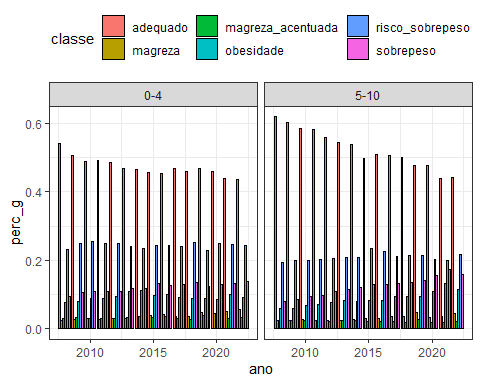 classe
adequado magreza_acentuada risco_sobrepeso
magreza obesidade sobrepeso
0-4 5-10
perc_g
0.6
0.4
0.2
0.0
2010 2015 2020 2010 2015 2020
ano